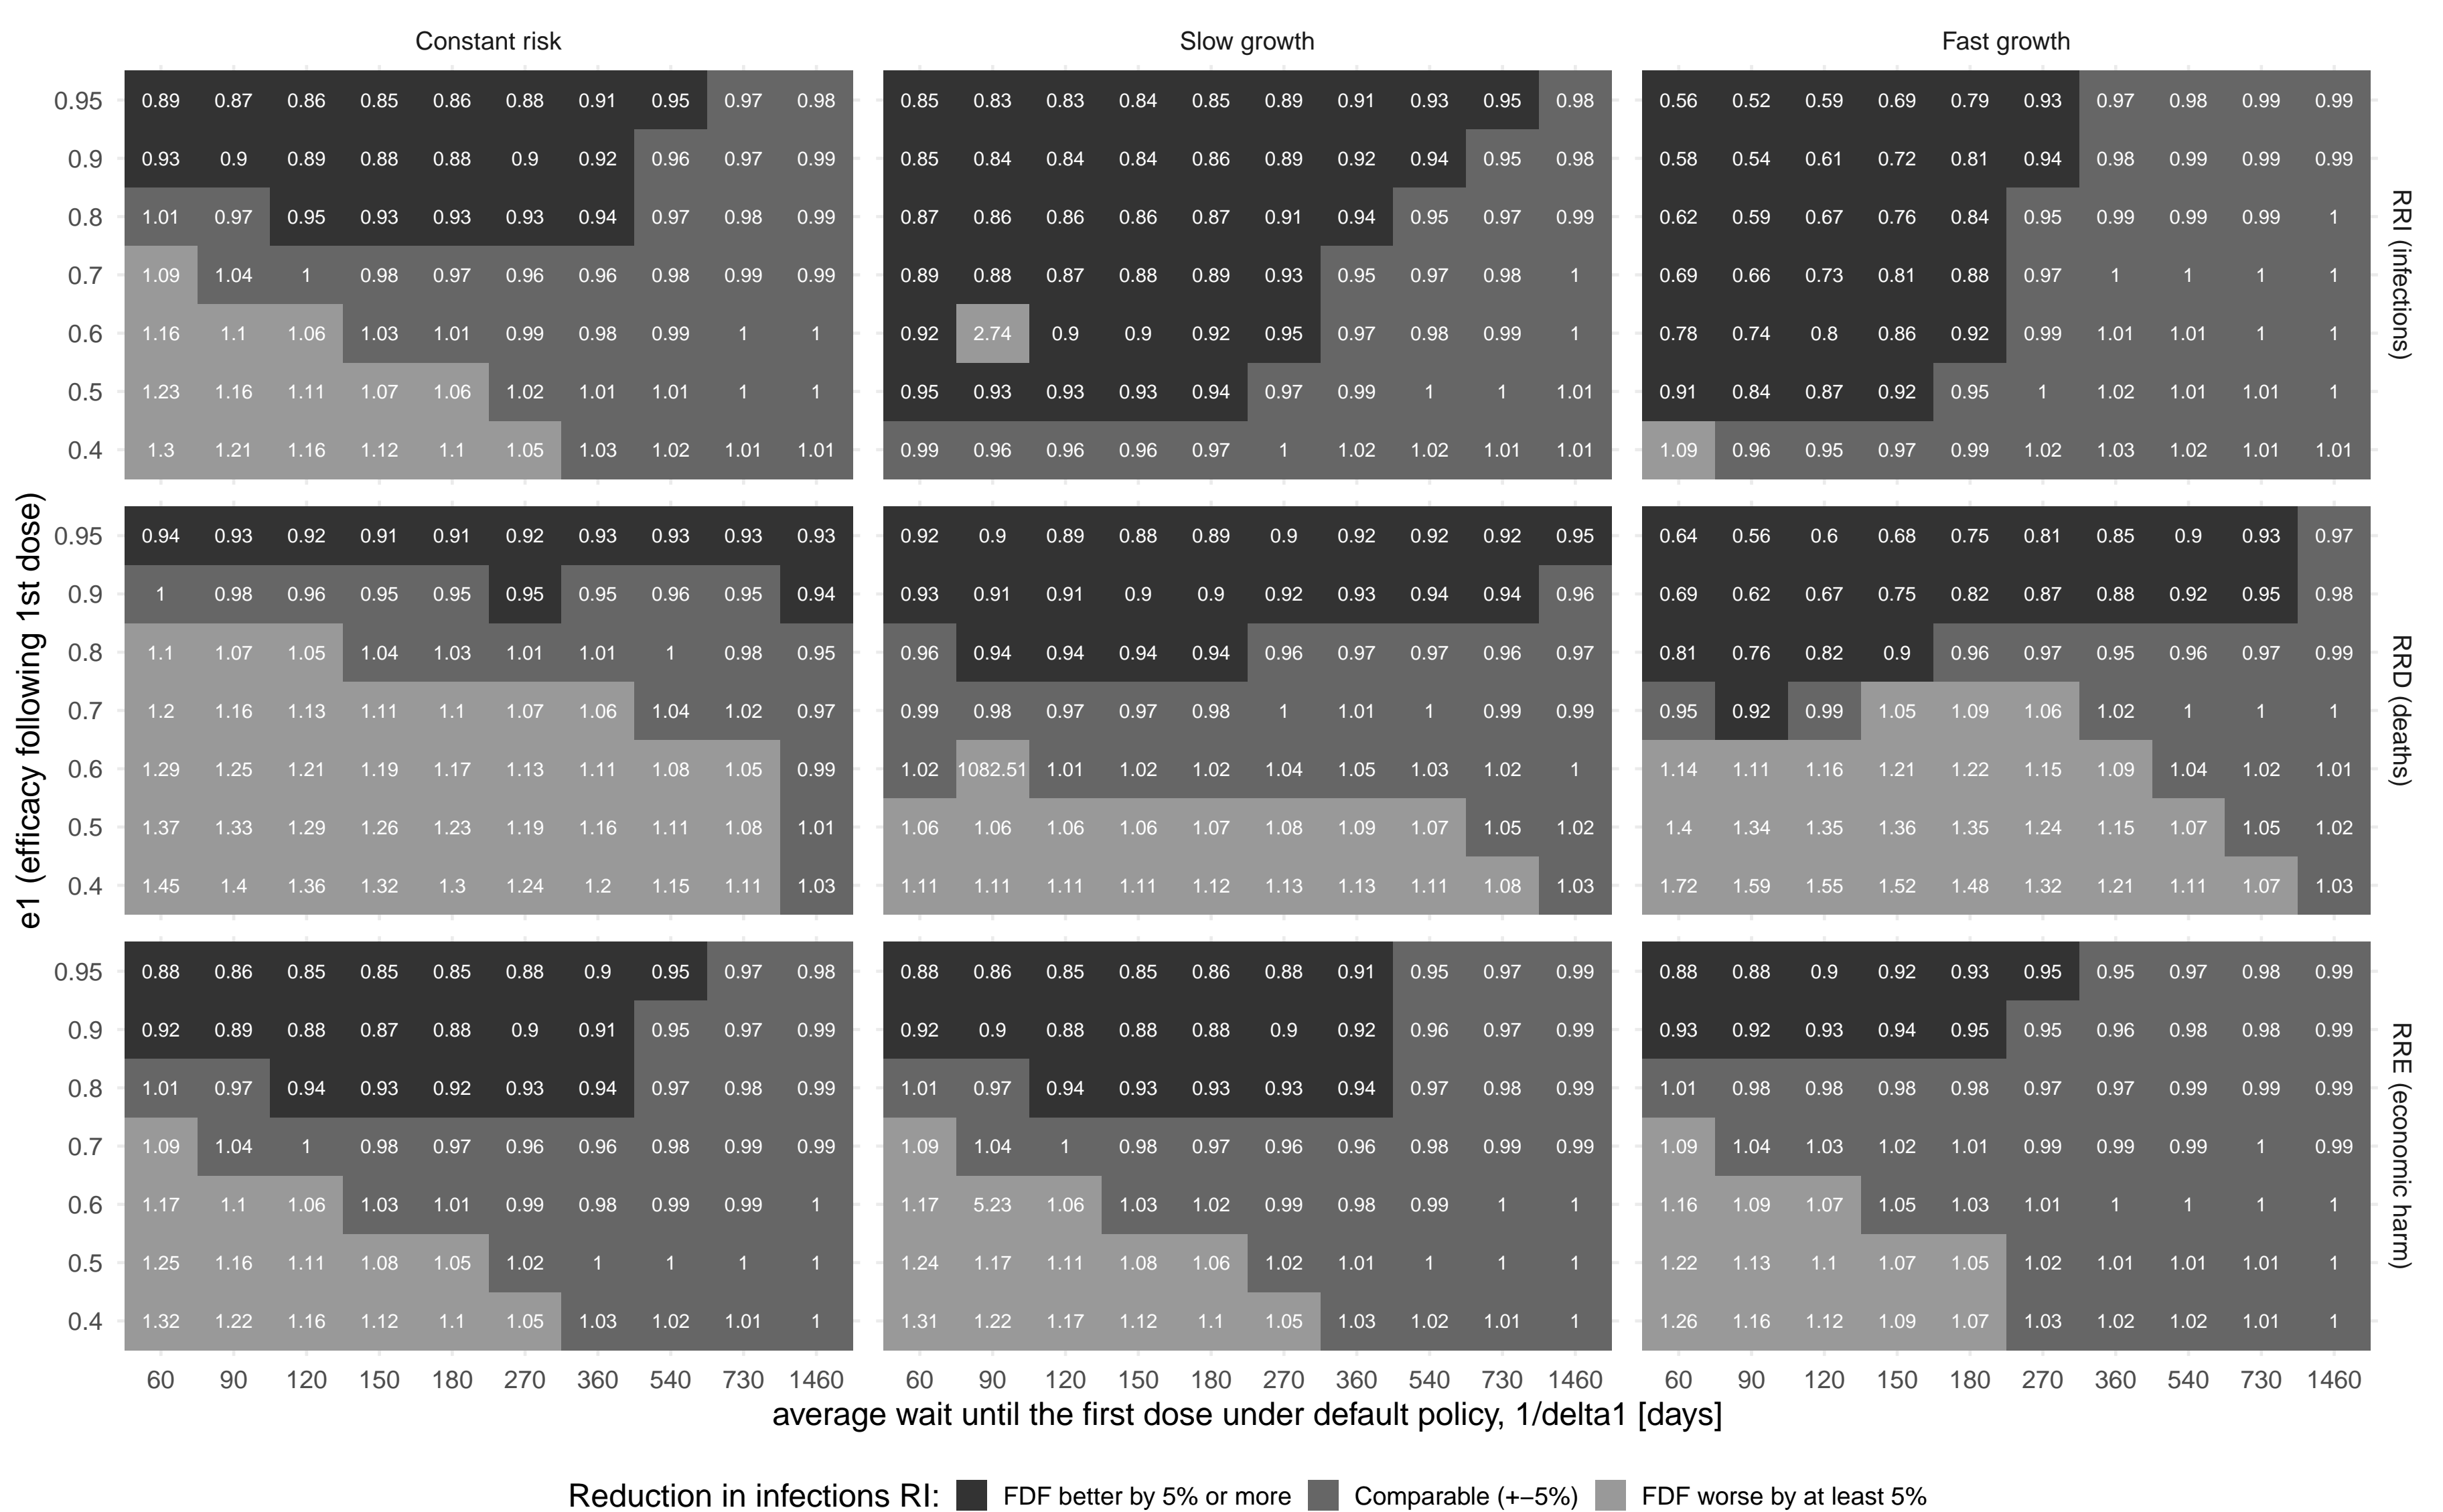 Constant risk Slow growth Fast growth
0.95 0.89 0.87 0.86 0.85 0.86 0.88 0.91 0.95 0.97 0.98 0.85 0.83 0.83 0.84 0.85 0.89 0.91 0.93 0.95 0.98 0.56 0.52 0.59 0.69 0.79 0.93 0.97 0.98 0.99 0.99
0.9 0.93 0.9 0.89 0.88 0.88 0.9 0.92 0.96 0.97 0.99 0.85 0.84 0.84 0.84 0.86 0.89 0.92 0.94 0.95 0.98 0.58 0.54 0.61 0.72 0.81 0.94 0.98 0.99 0.99 0.99
0.8 1.01 0.97 0.95 0.93 0.93 0.93 0.94 0.97 0.98 0.99 0.87 0.86 0.86 0.86 0.87 0.91 0.94 0.95 0.97 0.99 0.62 0.59 0.67 0.76 0.84 0.95 0.99 0.99 0.99 1
0.7 1.09 1.04 1 0.98 0.97 0.96 0.96 0.98 0.99 0.99 0.89 0.88 0.87 0.88 0.89 0.93 0.95 0.97 0.98 1 0.69 0.66 0.73 0.81 0.88 0.97 1 1 1 1
0.6 1.16 1.1 1.06 1.03 1.01 0.99 0.98 0.99 1 1 0.92 2.74 0.9 0.9 0.92 0.95 0.97 0.98 0.99 1 0.78 0.74 0.8 0.86 0.92 0.99 1.01 1.01 1 1
0.5 1.23 1.16 1.11 1.07 1.06 1.02 1.01 1.01 1 1 0.95 0.93 0.93 0.93 0.94 0.97 0.99 1 1 1.01 0.91 0.84 0.87 0.92 0.95 1 1.02 1.01 1.01 1
0.4 1.3 1.21 1.16 1.12 1.1 1.05 1.03 1.02 1.01 1.01 0.99 0.96 0.96 0.96 0.97 1 1.02 1.02 1.01 1.01 1.09 0.96 0.95 0.97 0.99 1.02 1.03 1.02 1.01 1.01
RRI (infections)
0.95 0.94 0.93 0.92 0.91 0.91 0.92 0.93 0.93 0.93 0.93 0.92 0.9 0.89 0.88 0.89 0.9 0.92 0.92 0.92 0.95 0.64 0.56 0.6 0.68 0.75 0.81 0.85 0.9 0.93 0.97
0.9 1 0.98 0.96 0.95 0.95 0.95 0.95 0.96 0.95 0.94 0.93 0.91 0.91 0.9 0.9 0.92 0.93 0.94 0.94 0.96 0.69 0.62 0.67 0.75 0.82 0.87 0.88 0.92 0.95 0.98
0.8 1.1 1.07 1.05 1.04 1.03 1.01 1.01 1 0.98 0.95 0.96 0.94 0.94 0.94 0.94 0.96 0.97 0.97 0.96 0.97 0.81 0.76 0.82 0.9 0.96 0.97 0.95 0.96 0.97 0.99
0.7 1.2 1.16 1.13 1.11 1.1 1.07 1.06 1.04 1.02 0.97 0.99 0.98 0.97 0.97 0.98 1 1.01 1 0.99 0.99 0.95 0.92 0.99 1.05 1.09 1.06 1.02 1 1 1
0.6 1.29 1.25 1.21 1.19 1.17 1.13 1.11 1.08 1.05 0.99 1.02 1082.51 1.01 1.02 1.02 1.04 1.05 1.03 1.02 1 1.14 1.11 1.16 1.21 1.22 1.15 1.09 1.04 1.02 1.01
0.5 1.37 1.33 1.29 1.26 1.23 1.19 1.16 1.11 1.08 1.01 1.06 1.06 1.06 1.06 1.07 1.08 1.09 1.07 1.05 1.02 1.4 1.34 1.35 1.36 1.35 1.24 1.15 1.07 1.05 1.02
0.4 1.45 1.4 1.36 1.32 1.3 1.24 1.2 1.15 1.11 1.03 1.11 1.11 1.11 1.11 1.12 1.13 1.13 1.11 1.08 1.03 1.72 1.59 1.55 1.52 1.48 1.32 1.21 1.11 1.07 1.03
RRD (deaths)
e1 (efficacy following 1st dose)
0.95 0.88 0.86 0.85 0.85 0.85 0.88 0.9 0.95 0.97 0.98 0.88 0.86 0.85 0.85 0.86 0.88 0.91 0.95 0.97 0.99 0.88 0.88 0.9 0.92 0.93 0.95 0.95 0.97 0.98 0.99
0.9 0.92 0.89 0.88 0.87 0.88 0.9 0.91 0.95 0.97 0.99 0.92 0.9 0.88 0.88 0.88 0.9 0.92 0.96 0.97 0.99 0.93 0.92 0.93 0.94 0.95 0.95 0.96 0.98 0.98 0.99
0.8 1.01 0.97 0.94 0.93 0.92 0.93 0.94 0.97 0.98 0.99 1.01 0.97 0.94 0.93 0.93 0.93 0.94 0.97 0.98 0.99 1.01 0.98 0.98 0.98 0.98 0.97 0.97 0.99 0.99 0.99
0.7 1.09 1.04 1 0.98 0.97 0.96 0.96 0.98 0.99 0.99 1.09 1.04 1 0.98 0.97 0.96 0.96 0.98 0.99 0.99 1.09 1.04 1.03 1.02 1.01 0.99 0.99 0.99 1 0.99
0.6 1.17 1.1 1.06 1.03 1.01 0.99 0.98 0.99 0.99 1 1.17 5.23 1.06 1.03 1.02 0.99 0.98 0.99 1 1 1.16 1.09 1.07 1.05 1.03 1.01 1 1 1 1
0.5 1.25 1.16 1.11 1.08 1.05 1.02 1 1 1 1 1.24 1.17 1.11 1.08 1.06 1.02 1.01 1 1 1 1.22 1.13 1.1 1.07 1.05 1.02 1.01 1.01 1.01 1
0.4 1.32 1.22 1.16 1.12 1.1 1.05 1.03 1.02 1.01 1 1.31 1.22 1.17 1.12 1.1 1.05 1.03 1.02 1.01 1 1.26 1.16 1.12 1.09 1.07 1.03 1.02 1.02 1.01 1
RRE (economic harm)
60 90 120 150 180 270 360 540 730 1460 60 90 120 150 180 270 360 540 730 1460 60 90 120 150 180 270 360 540 730 1460
average wait until the first dose under default policy, 1/delta1 [days]
Reduction in infections RI: FDF better by 5% or more Comparable (+−5%) FDF worse by at least 5%